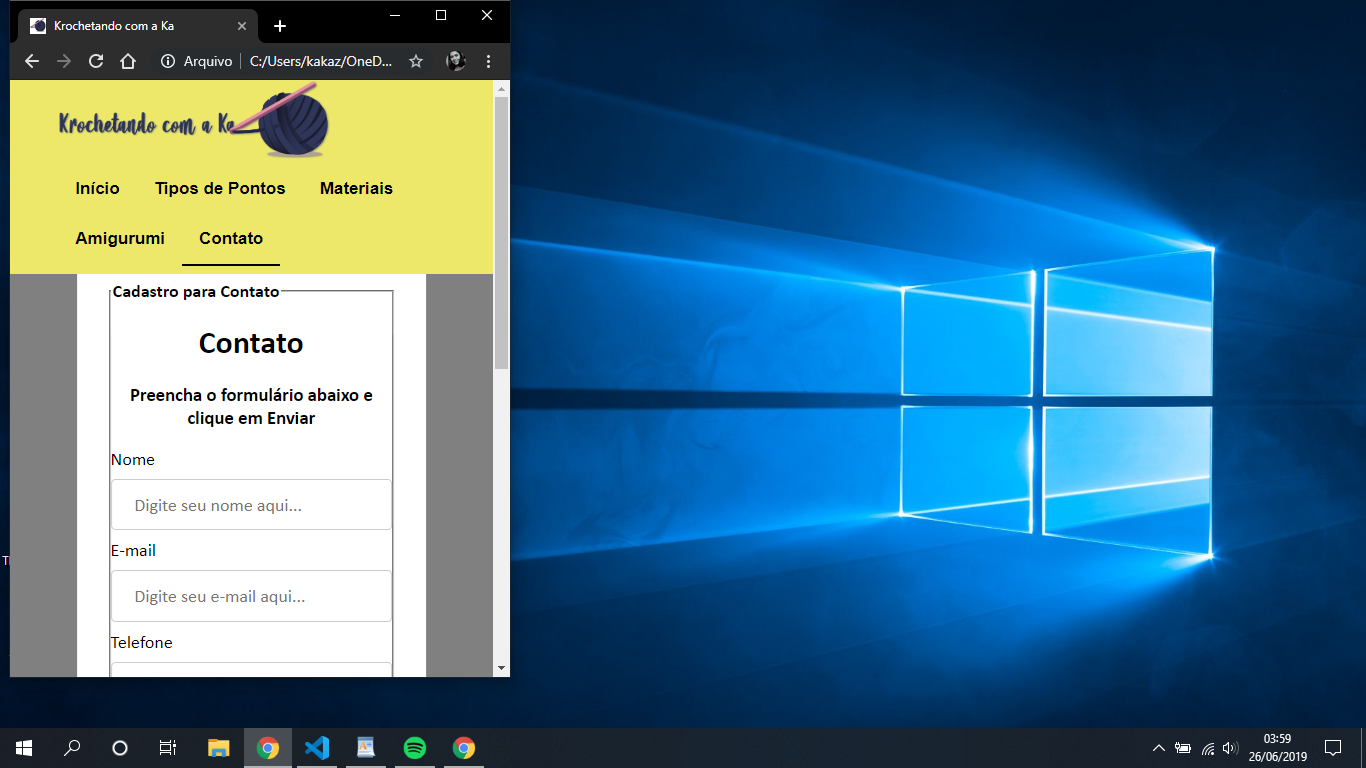 Krochetando com a Ka
Arquivo
C:/Users/kakaz/OneD...
Krochetando com a Ka
Início Tipos de Pontos Materiais
Amigurumi Contato
Cadastro para Contato
Contato
Preencha o formulário abaixo e
clique em Enviar
Nome
Digite seu nome aqui...
E-mail
Digite seu e-mail aqui...
Telefone
03:59
26/06/2019